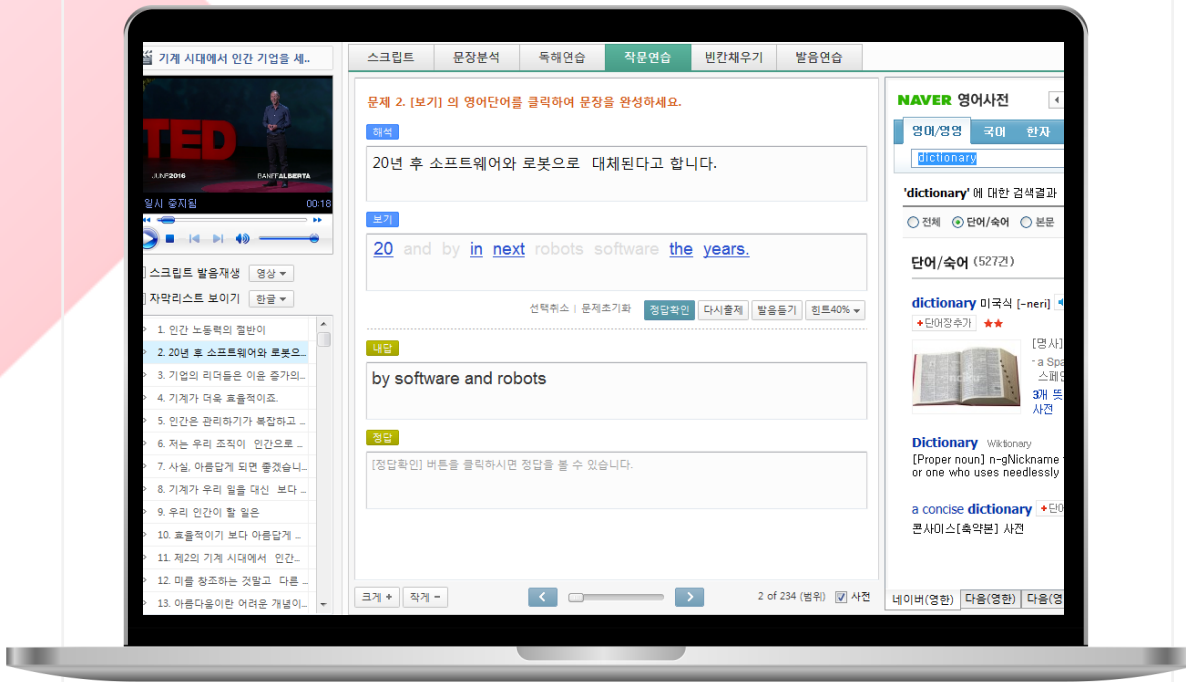 기계 시대에서 인간 기업을 세..
TED
JUNE2016
BANFFALBERTA
일시 중지됨 00:18
스크립트 발음재생 영상
자막리스트 보이기 한글
1. 인간 노동력의 절반이
2. 20년 후 소프트웨어와 로봇으..
3. 기업의 리더들은 이윤 증가의..
4. 기계가 더욱 효율적이죠.
5. 인간은 관리하기가 복잡하고 ..
6. 저는 우리 조직이 인간으로 ..
7. 사실, 아름답게 되면 좋겠습니..
8. 기계가 우리 일을 대신 보다 ..
9. 우리 인간이 할 일은
10. 효율적이기 보다 아름답게 ..
11. 제2의 기계 시대에서 인간..
12. 미를 창조하는 것말고 다른 ..
13. 아름다움이란 어려운 개념이..
스크립트 문장분석 독해연습 작문연습 빈칸채우기 발음연습
문제 2. [보기] 의 영어단어를 클릭하여 문장을 완성하세요.
해석
20년 후 소프트웨어와 로봇으로 대체된다고 합니다.
보기
20 and by in next robots software the years.
선택취소 | 문제초기화 정답확인 다시출제 발음듣기 힌트40%
내답
by software and robots
정답
[정답확인] 버튼을 클릭하시면 정답을 볼 수 있습니다.
크게 + 작게 -
2 of 234 (범위) 사전
NAVER 영어사전
영어/영영 국어 한자
dictionary
'dictionary' 에 대한 검색결과
전체 단어/숙어 본문
단어/숙어 (527건)
dictionary 미국식 [-neri]
+단어장추가 ★★
[명사]
- a Spa
스페인
3개 뜻
사전
Dictionary Wiktionary
[Proper noun] n-gNickname
or one who uses needlessly
a concise dictionary +단어
콘사이스[축약본] 사전
네이버(영한) 다음(영한) 다음(영